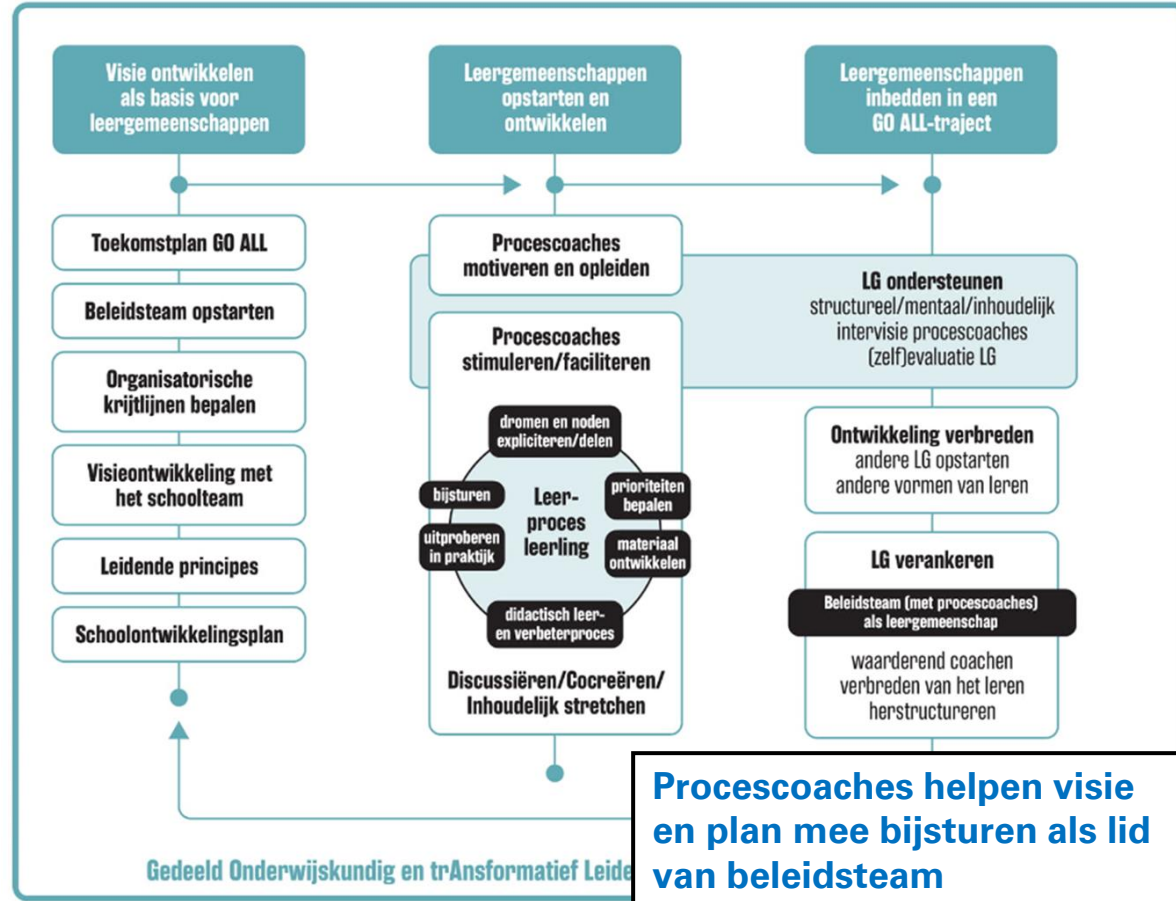 Visie ontwikkelen
als basis voor
leergemeenschappen
Toekomstplan GO ALL
Beleidsteam opstarten
Organisatorische
krijtlijnen bepalen
Visieontwikkeling met
het schoolteam
Leidende principes
Schoolontwikkelingsplan
Leergemeenschappen
opstarten en
ontwikkelen
Procescoaches
motiveren en opleiden
Procescoaches
stimuleren/faciliteren
dromen en noden
expliciteren/delen
prioriteiten
bepalen
materiaal
ontwikkelen
didactisch leer-
en verbeterproces
uitproberen
in praktijk
bijsturen
Leer-
proces
leerling
Discussiëren/Cocreëren/
Inhoudelijk stretchen
Leergemeenschappen
inbedden in een
GO ALL-traject
LG ondersteunen
structureel/mentaal/inhoudelijk
intervisie procescoaches
(zelf)evaluatie LG
Ontwikkeling verbreden
andere LG opstarten
andere vormen van leren
LG verankeren
Beleidsteam (met procescoaches)
als leergemeenschap
waarderend coachen
verbreden van het leren
herstructureren
Procescoaches helpen visie
en plan mee bijsturen als lid
van beleidsteam
Gedeeld Onderwijskundig en trAnsformatief Leide